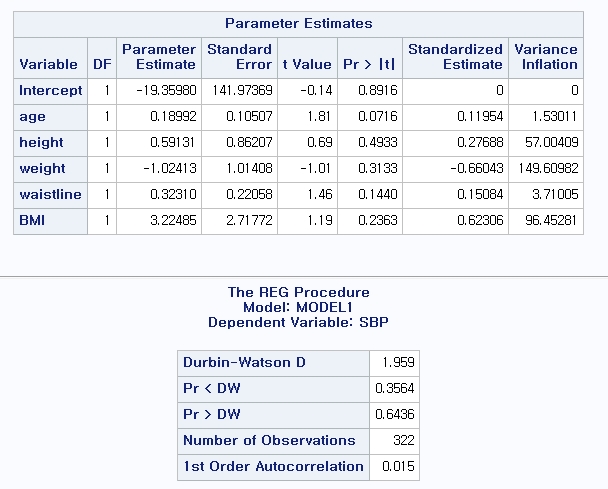 Parameter Estimates
Variable DF Parameter Estimate Standard Error t Value Pr > |t| Standardized Estimate Variance Inflation
Intercept 1 -19.35980 141.97369 -0.14 0.8916 0 0
age 1 0.18992 0.10507 1.81 0.0716 0.11954 1.53011
height 1 0.59131 0.86207 0.69 0.4933 0.27688 57.00409
weight 1 -1.02413 1.01408 -1.01 0.3133 -0.66043 149.60982
waistline 1 0.32310 0.22058 1.46 0.1440 0.15084 3.71005
BMI 1 3.22485 2.71772 1.19 0.2363 0.62306 96.45281
The REG Procedure
Model: MODEL1
Dependent Variable: SBP
Durbin-Watson D 1.959
Pr < DW 0.3564
Pr > DW 0.6436
Number of Observations 322
1st Order Autocorrelation 0.015